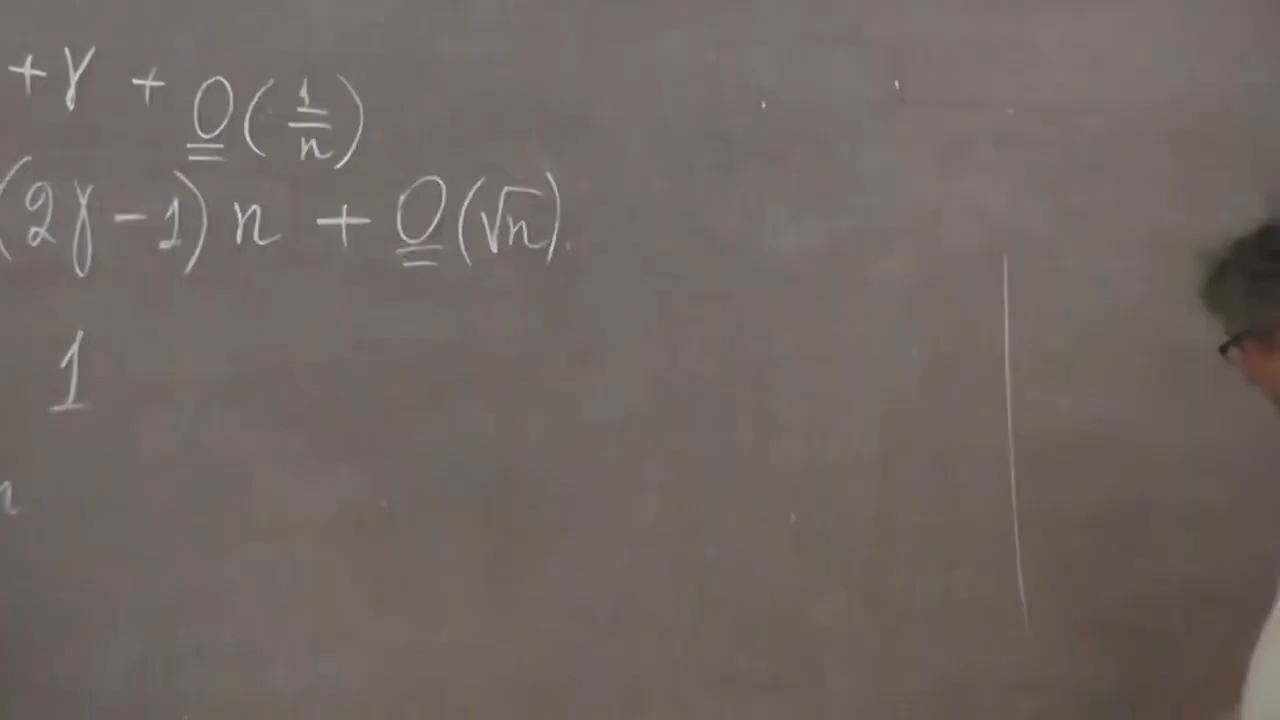 + γ + O(1/n)
(2γ - 1) n + O(√n).
1
n